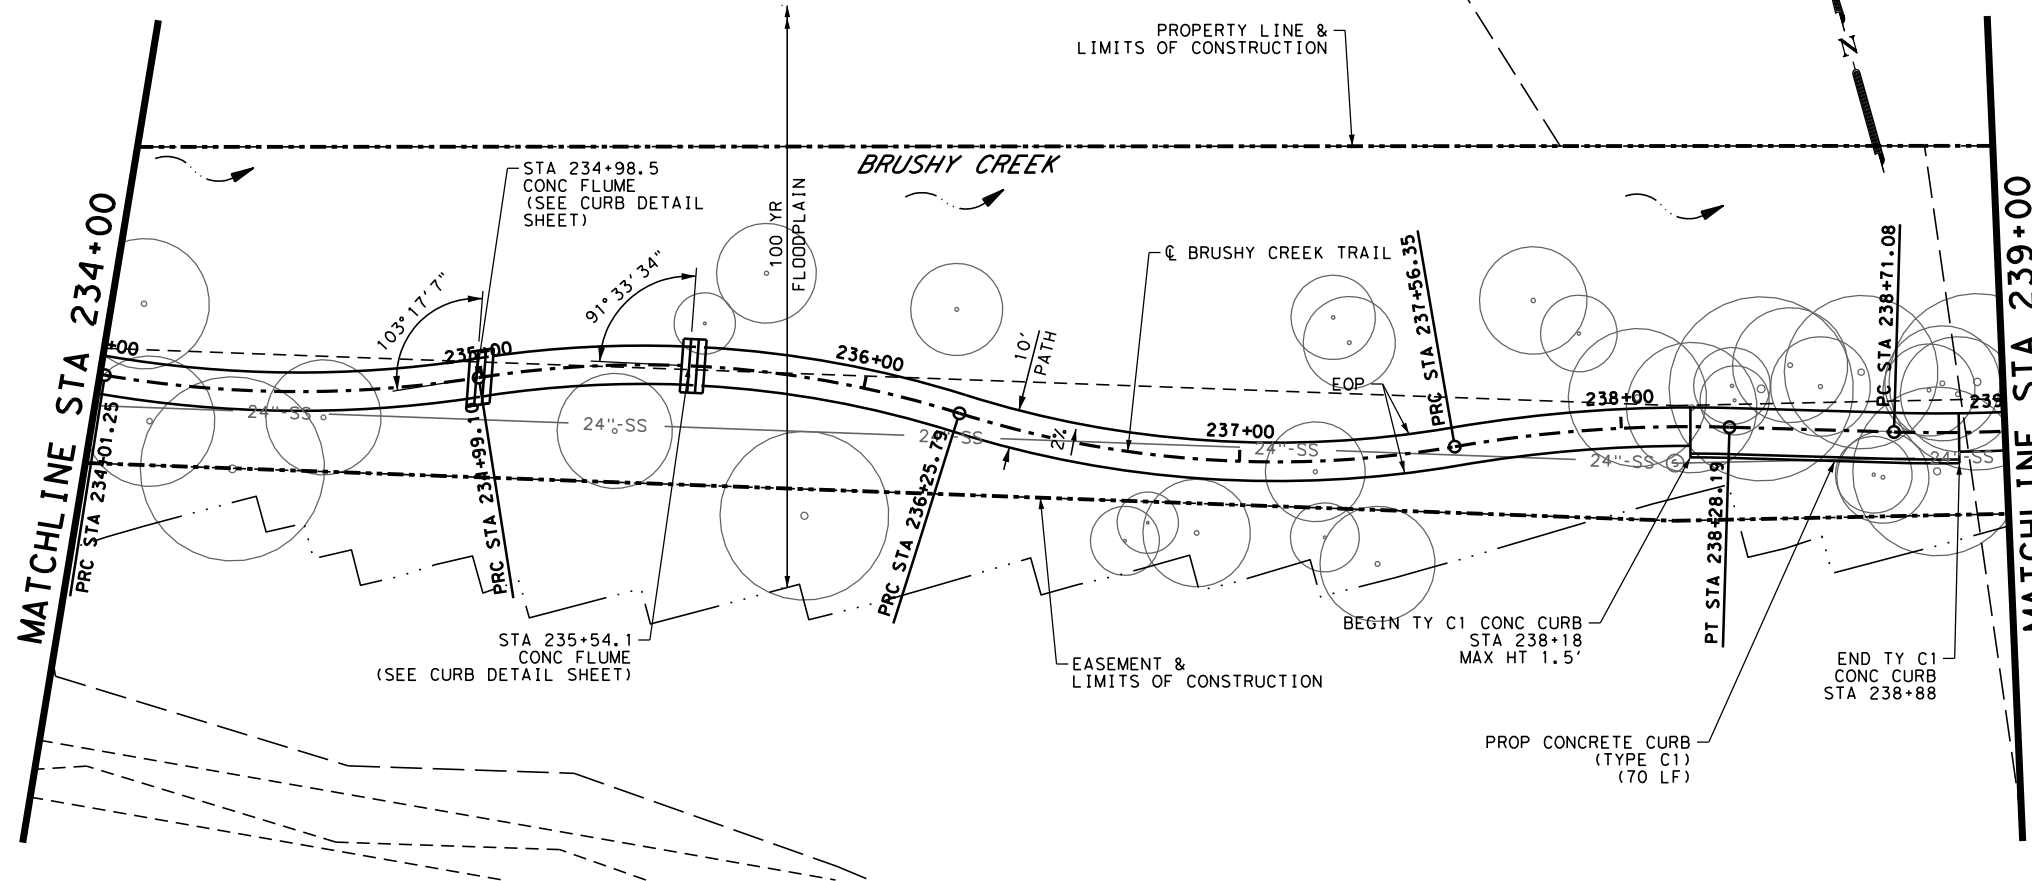 PROPERTY LINE &
LIMITS OF CONSTRUCTION
N
BRUSHY CREEK
STA 234+98.5
CONC FLUME
(SEE CURB DETAIL
SHEET)
100 YR
FLOODPLAIN
MATCHLINE STA 234+00
MATCHLINE STA 239+00
℄ BRUSHY CREEK TRAIL
103°17'7"
91°33'34"
+00
235+00
236+00
237+00
238+00
239
10'
PATH
2%
EOP
PRC STA 234+01.25
PRC STA 234+99.10
PRC STA 236+25.79
PRC STA 237+56.35
PT STA 238+28.19
PC STA 238+71.08
24"-SS
24"-SS
24"-SS
24"-SS
24"-SS
24"-SS
S
STA 235+54.1
CONC FLUME
(SEE CURB DETAIL SHEET)
EASEMENT &
LIMITS OF CONSTRUCTION
BEGIN TY C1 CONC CURB
STA 238+18
MAX HT 1.5'
END TY C1
CONC CURB
STA 238+88
PROP CONCRETE CURB
(TYPE C1)
(70 LF)